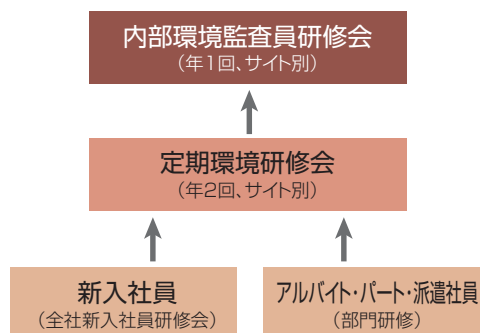 内部環境監査員研修会
（年1回、サイト別）
定期環境研修会
（年2回、サイト別）
新入社員
（全社新入社員研修会）
アルバイト・パート・派遣社員
（部門研修）